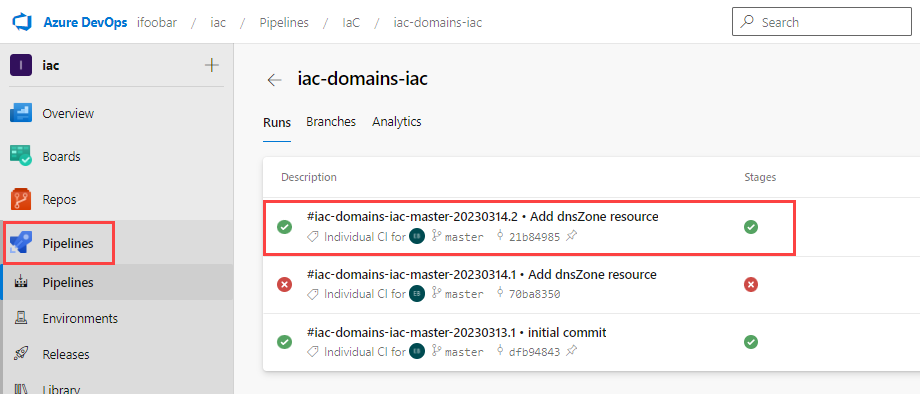 Azure DevOps ifoobar / iac / Pipelines / IaC / iac-domains-iac
Search
I iac
iac-domains-iac
Overview
Runs Branches Analytics
Boards
Description Stages
Repos
#iac-domains-iac-master-20230314.2 • Add dnsZone resource
Individual CI for EB master 21b84985
Pipelines
#iac-domains-iac-master-20230314.1 • Add dnsZone resource
Pipelines
Individual CI for EB master 70ba8350
Environments
#iac-domains-iac-master-20230313.1 • initial commit
Individual CI for EB master dfb94843
Releases
Library